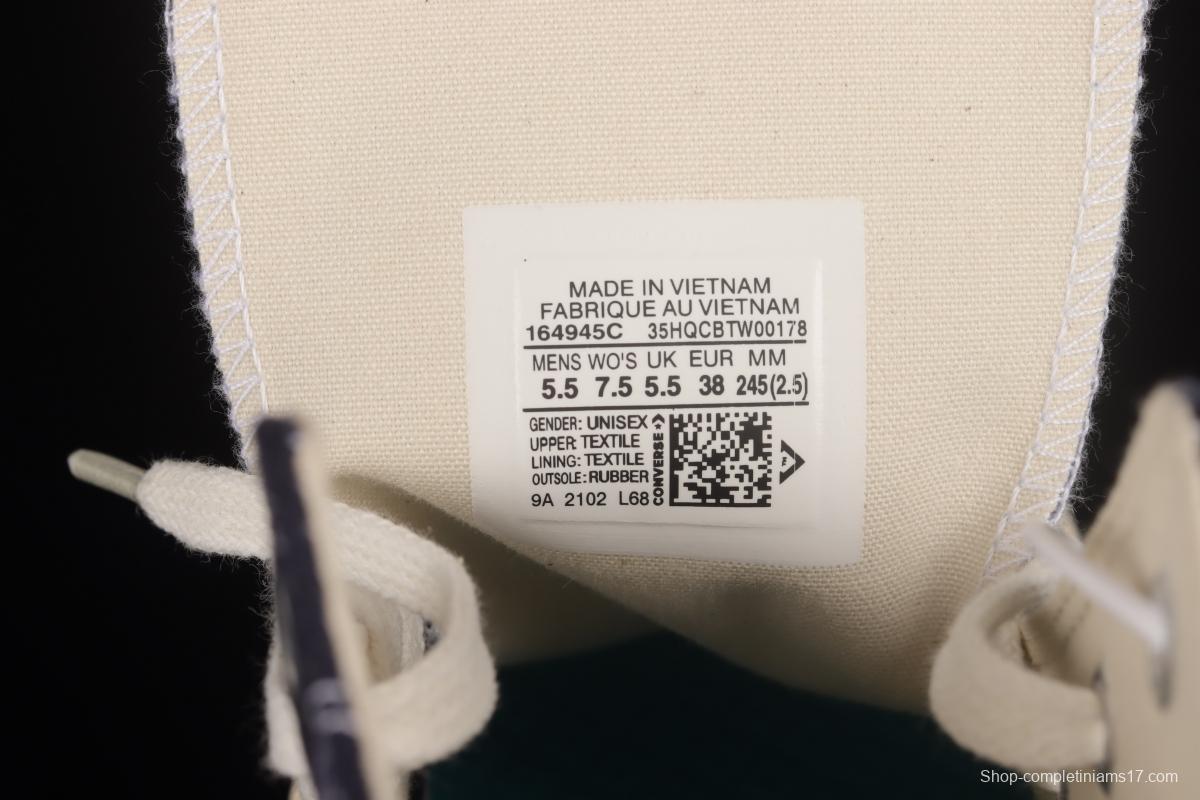 MADE IN VIETNAM
FABRIQUE AU VIETNAM
164945C 35HQCBTW00178
MENS WO'S UK EUR MM
5.5 7.5 5.5 38 245(2.5)
GENDER: UNISEX
UPPER: TEXTILE
LINING: TEXTILE
OUTSOLE: RUBBER
9A 2102 L68
CONVERSE
Shop-completiniams17.com